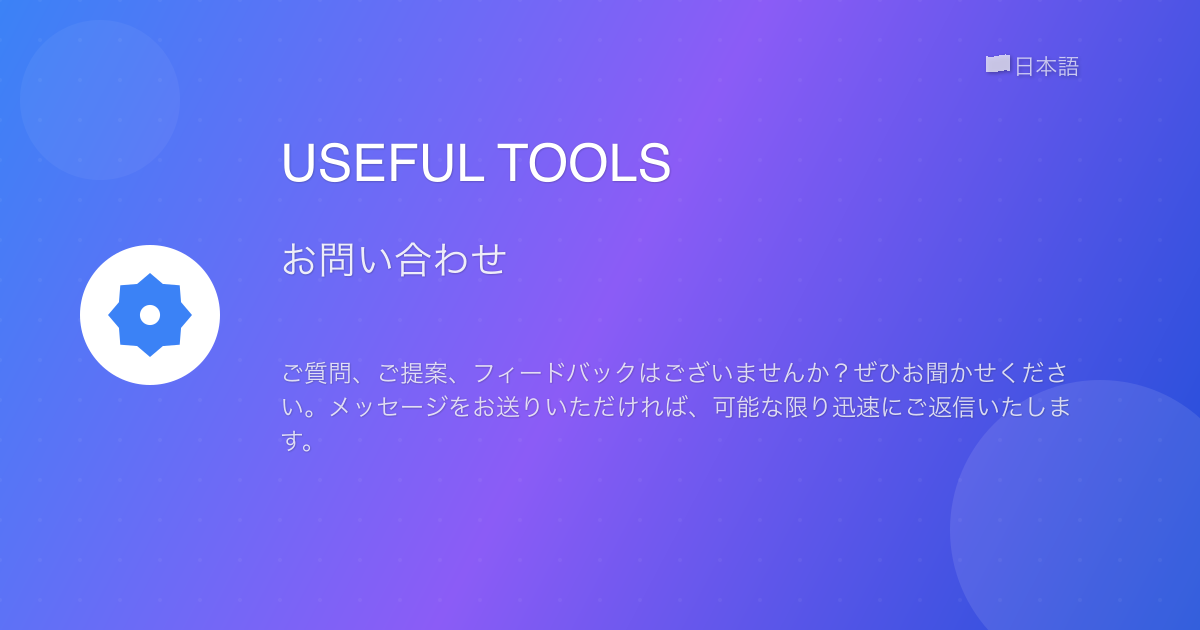 日本語
USEFUL TOOLS
お問い合わせ
ご質問、ご提案、フィードバックはございませんか？ぜひお聞かせくださ
い。メッセージをお送りいただければ、可能な限り迅速にご返信いたしま
す。